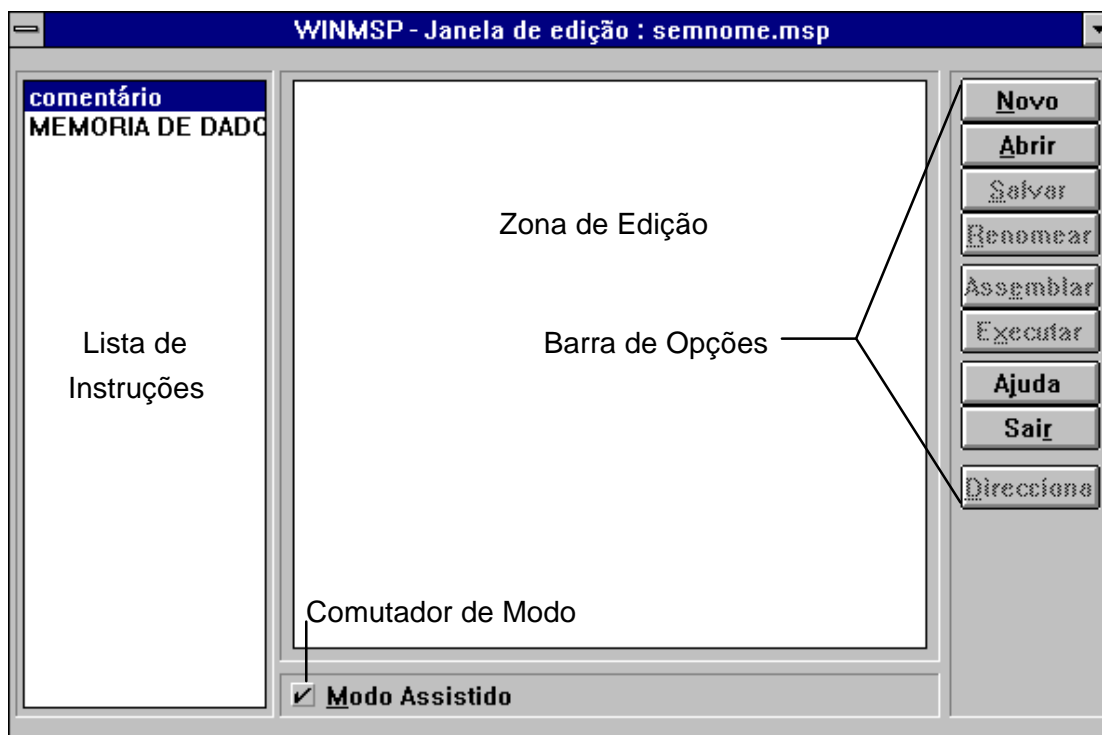 WINMSP - Janela de edição : semnome.msp
comentário
MEMORIA DE DADO
Lista de
Instruções
Zona de Edição
Barra de Opções
Comutador de Modo
Modo Assistido
Novo
Abrir
Salvar
Renomear
Assemblar
Executar
Ajuda
Sair
Direcciona